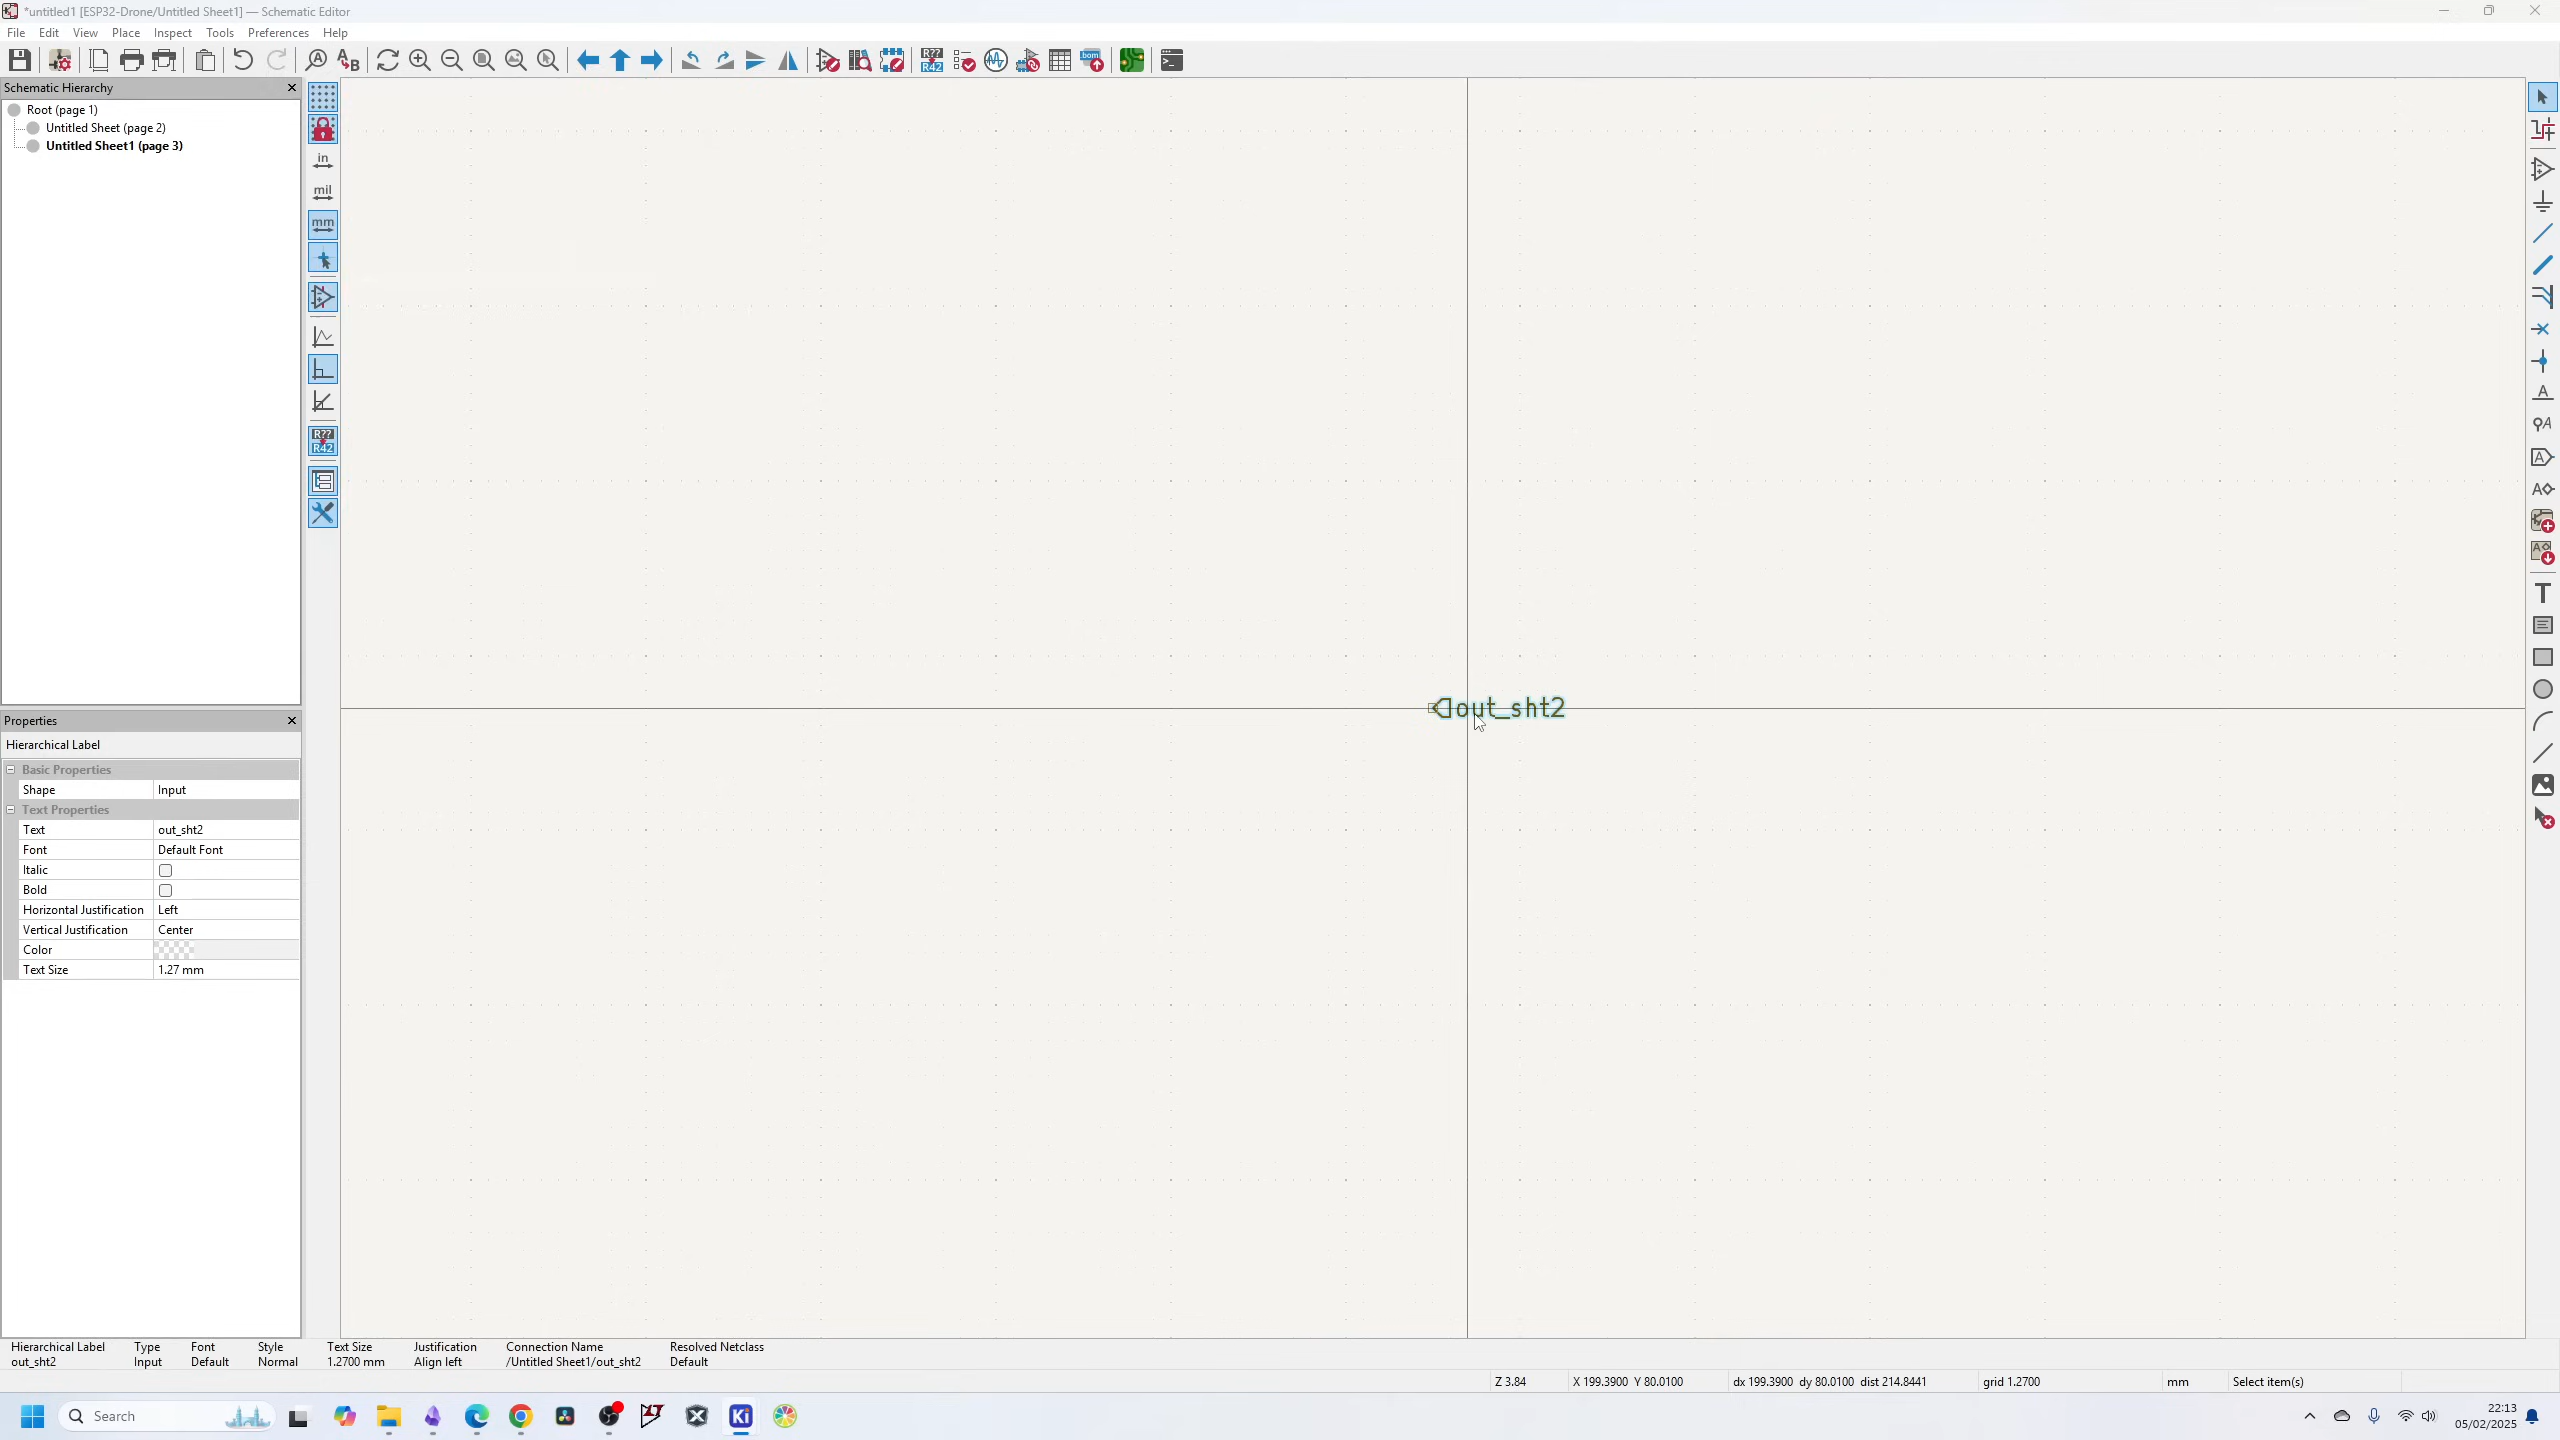 *untitled1 [ESP32-Drone/Untitled Sheet1] — Schematic Editor
File Edit View Place Inspect Tools Preferences Help
Schematic Hierarchy
Root (page 1)
Untitled Sheet (page 2)
Untitled Sheet1 (page 3)
in
mil
mm
R??
R42
out_sht2
Properties
Hierarchical Label
Basic Properties
Shape Input
Text Properties
Text out_sht2
Font Default Font
Italic
Bold
Horizontal Justification Left
Vertical Justification Center
Color
Text Size 1.27 mm
Hierarchical Label Type Font Style Text Size Justification Connection Name Resolved Netclass
out_sht2 Input Default Normal 1.2700 mm Align left /Untitled Sheet1/out_sht2 Default
Z 3.84 X 199.3900 Y 80.0100 dx 199.3900 dy 80.0100 dist 214.8441 grid 1.2700 mm Select item(s)
Search
Ki
22:13
05/02/2025